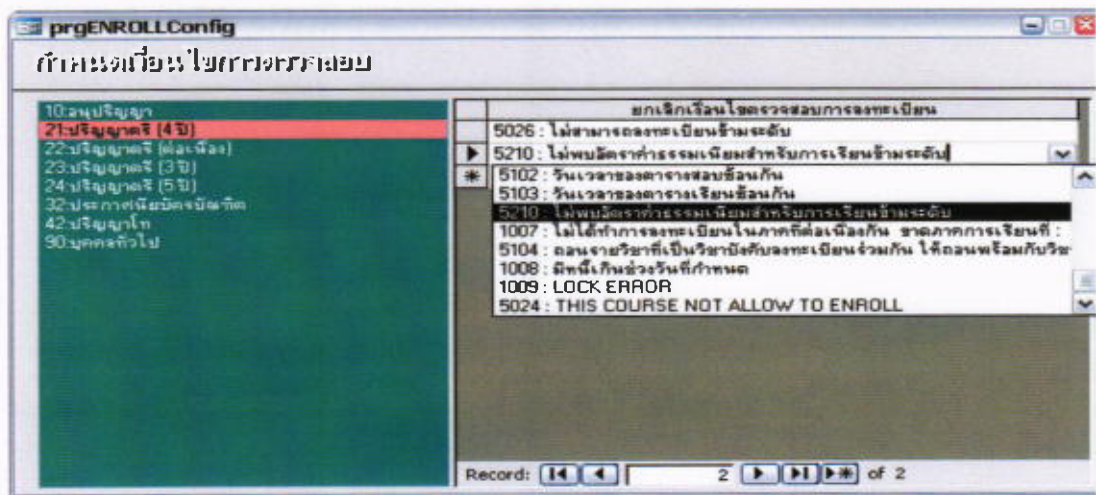 prgENROLLConfig
กำหนดเงื่อนไขการตรวจสอบ
10:อนุปริญญา
21:ปริญญาตรี (4 ปี)
22:ปริญญาตรี (ต่อเนื่อง)
23:ปริญญาตรี (3 ปี)
24:ปริญญาตรี (5 ปี)
32:ประกาศนียบัตรบัณฑิต
42:ปริญญาโท
90:บุคคลทั่วไป
ยกเลิกเงื่อนไขตรวจสอบการลงทะเบียน
5026 : ไม่สามารถลงทะเบียนข้ามระดับ
5210 : ไม่พบอัตราค่าธรรมเนียมสำหรับการเรียนข้ามระดับ
5102 : วันเวลาของตารางสอบซ้อนกัน
5103 : วันเวลาของตารางเรียนซ้อนกัน
5210 : ไม่พบอัตราค่าธรรมเนียมสำหรับการเรียนข้ามระดับ
1007 : ไม่ได้ทำการลงทะเบียนในภาคที่ต่อเนื่องกัน ขาดภาคการเรียนที่ :
5104 : ถอนรายวิชาที่เป็นวิชาบังคับลงทะเบียนร่วมกัน ให้ถอนพร้อมกับวิช
1008 : มีหนี้เกินช่วงวันที่กำหนด
1009 : LOCK ERROR
5024 : THIS COURSE NOT ALLOW TO ENROLL
Record: 2 of 2